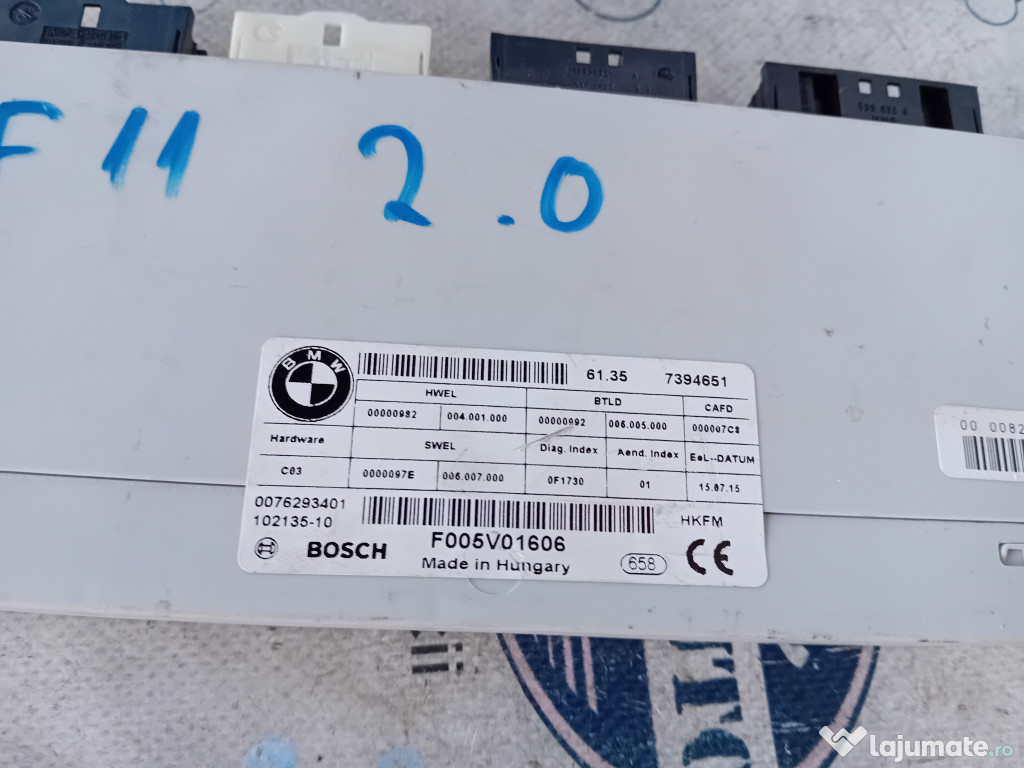 F 11 2.0
BMW
61.35 7394651
HWEL BTLD CAFD
00000982 004.001.000 00000992 006.005.000 000007C8
Hardware SWEL Diag. Index Aend. Index EeL--DATUM
C03 0000097E 006.007.000 0F1730 01 15.07.15
0076293401
102135-10 HKFM
BOSCH F005V01606
Made in Hungary 658 CE
00 0082
lajumate.ro